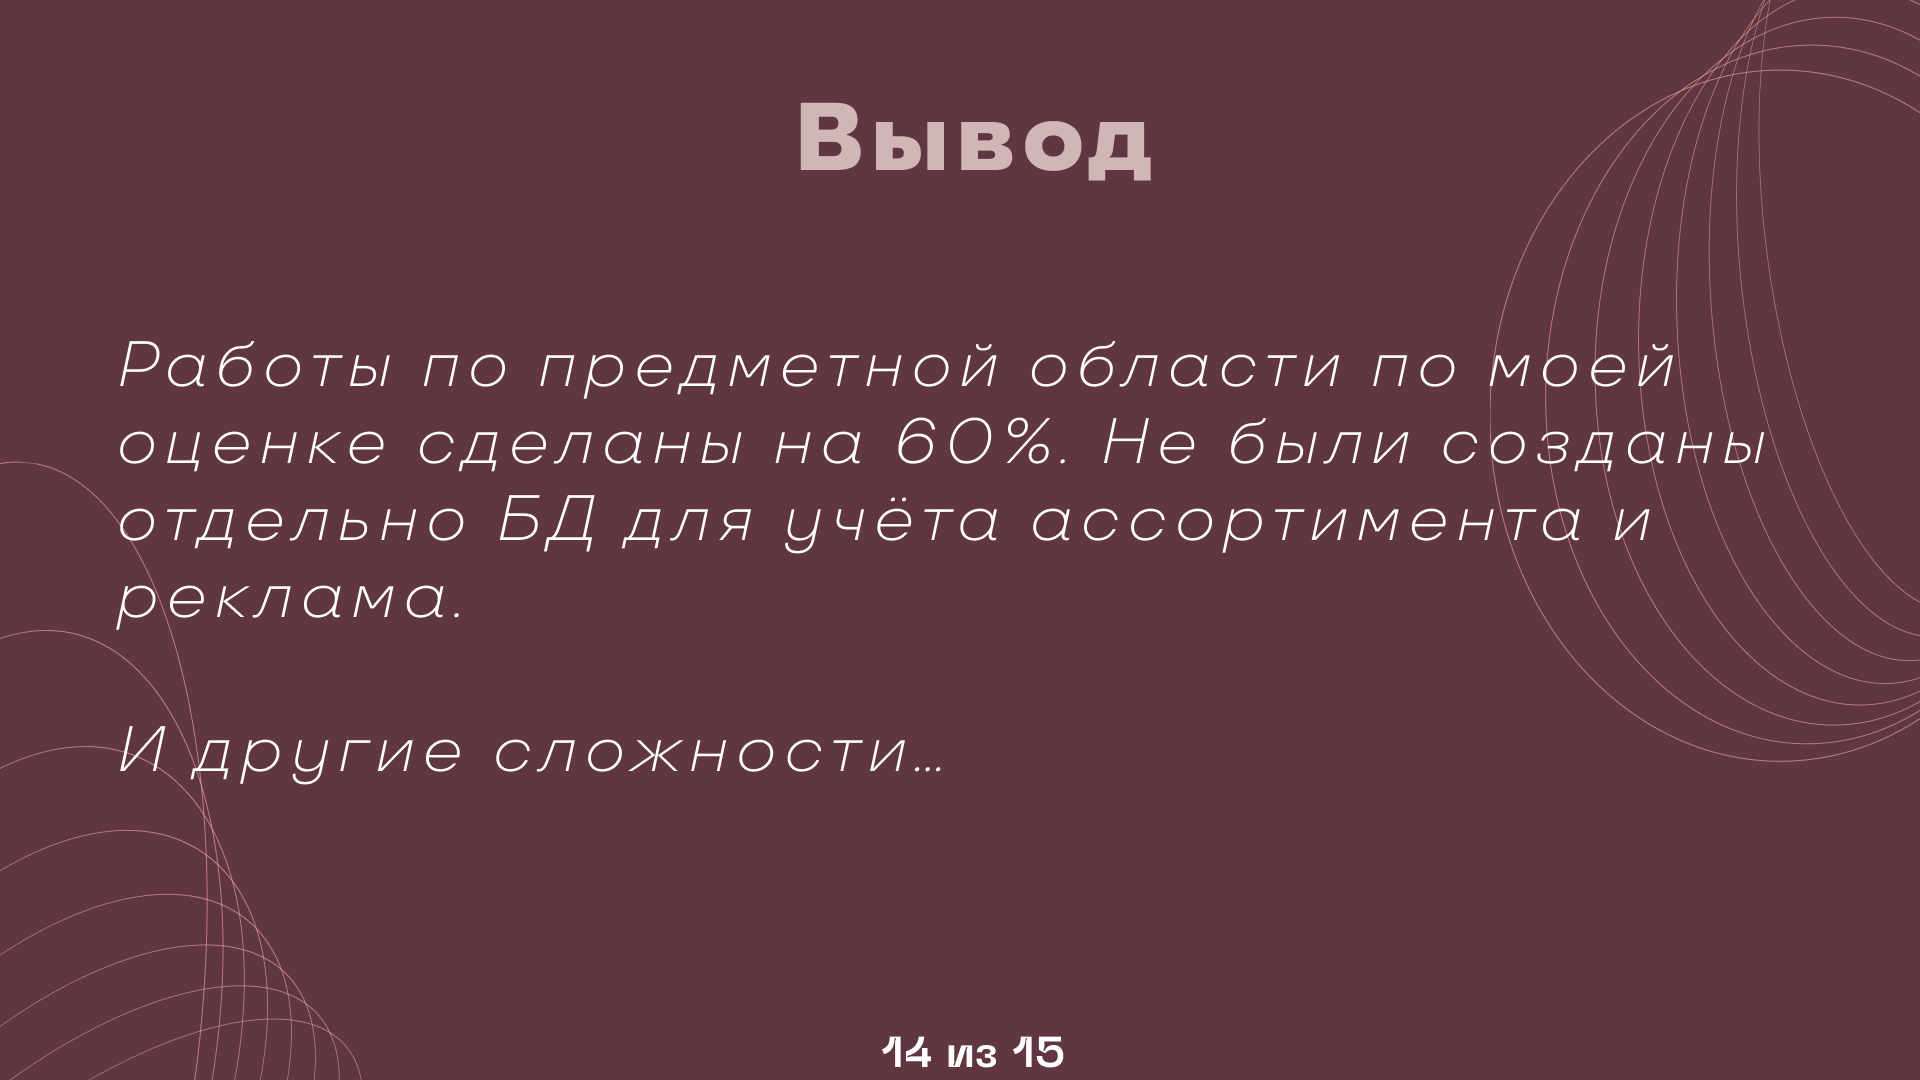 Вывод
Работы по предметной области по моей
оценке сделаны на 60%. Не были созданы
отдельно БД для учёта ассортимента и
реклама.
И другие сложности...
14 из 15